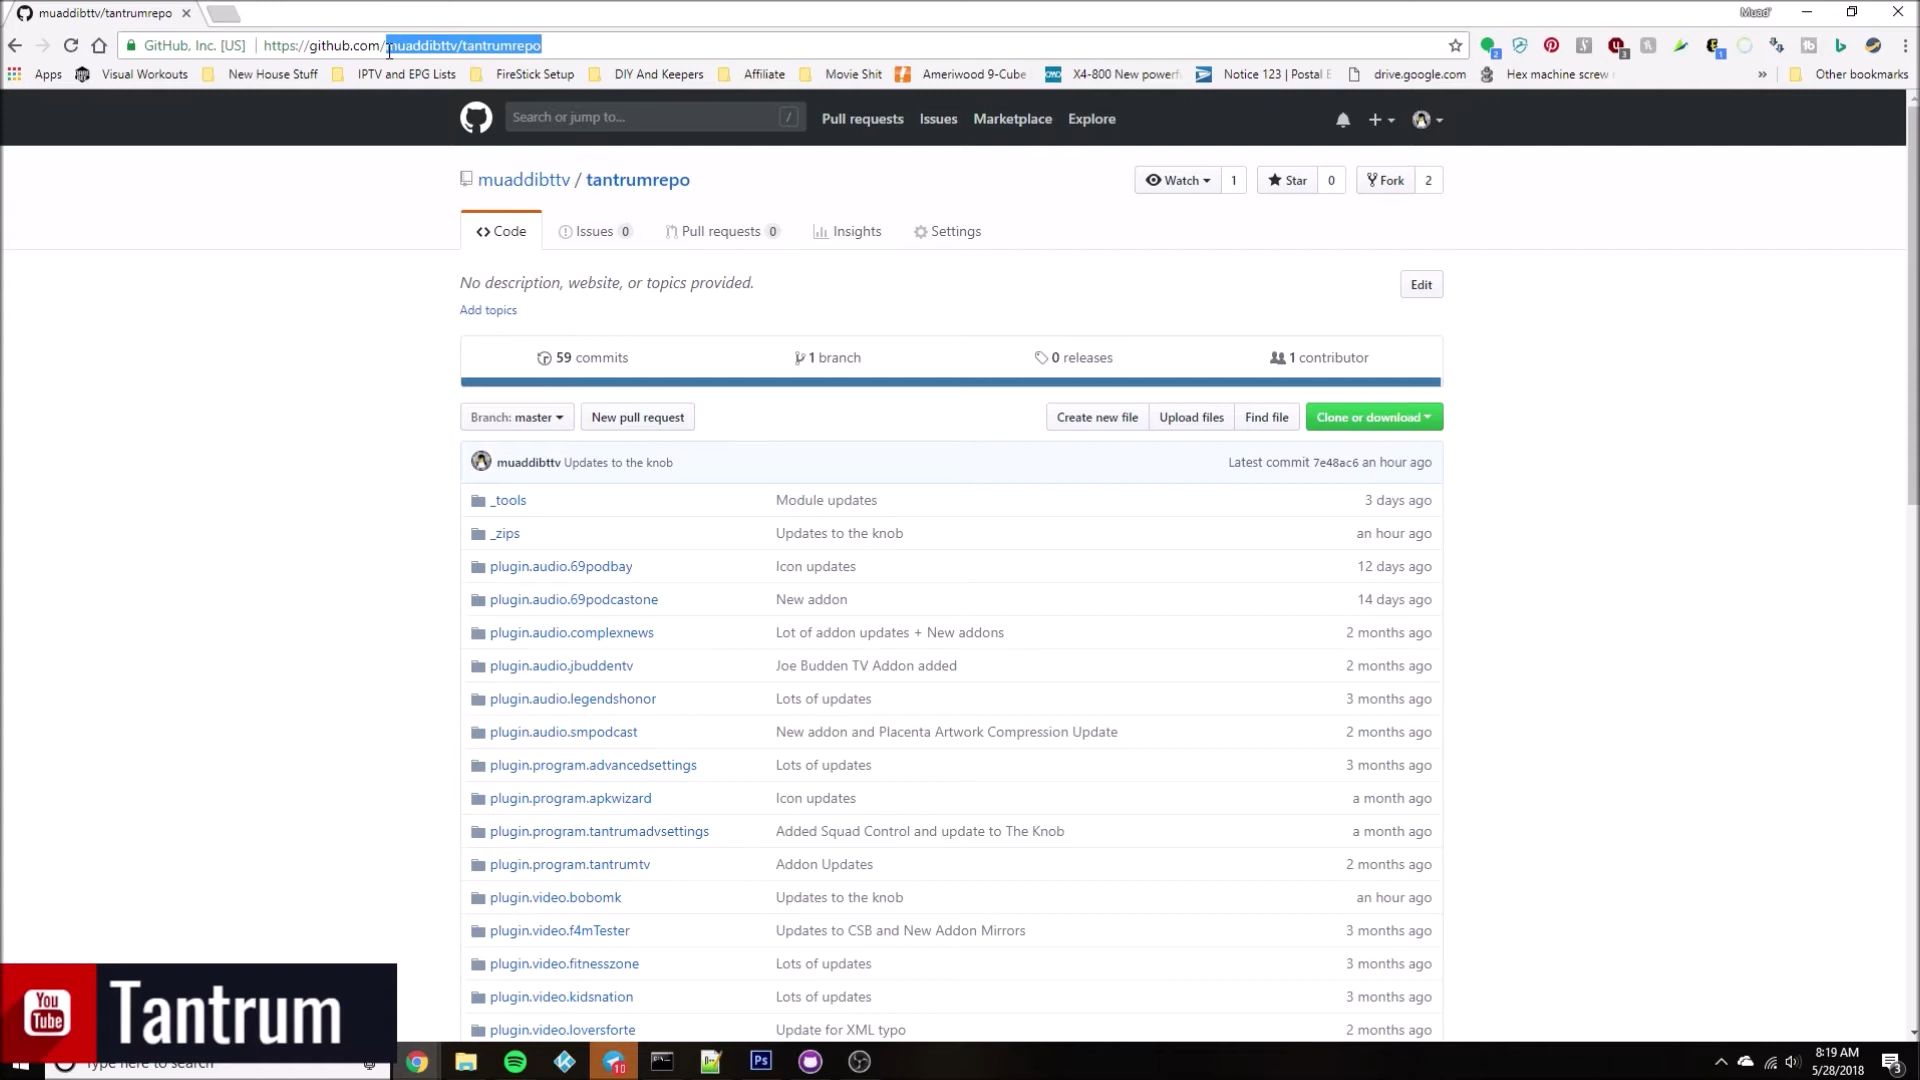 muaddibttv/tantrumrepo
Muad'
GitHub, Inc. [US] https://github.com/muaddibttv/tantrumrepo
Apps Visual Workouts New House Stuff IPTV and EPG Lists FireStick Setup DIY And Keepers Affiliate Movie Shit Ameriwood 9-Cube X4-800 New powerf Notice 123 | Postal E drive.google.com Hex machine screw » Other bookmarks
Search or jump to... / Pull requests Issues Marketplace Explore
muaddibttv / tantrumrepo Watch 1 Star 0 Fork 2
Code Issues 0 Pull requests 0 Insights Settings
No description, website, or topics provided. Edit
Add topics
59 commits 1 branch 0 releases 1 contributor
Branch: master New pull request Create new file Upload files Find file Clone or download
muaddibttv Updates to the knob Latest commit 7e48ac6 an hour ago
_tools Module updates 3 days ago
_zips Updates to the knob an hour ago
plugin.audio.69podbay Icon updates 12 days ago
plugin.audio.69podcastone New addon 14 days ago
plugin.audio.complexnews Lot of addon updates + New addons 2 months ago
plugin.audio.jbuddentv Joe Budden TV Addon added 2 months ago
plugin.audio.legendshonor Lots of updates 3 months ago
plugin.audio.smpodcast New addon and Placenta Artwork Compression Update 2 months ago
plugin.program.advancedsettings Lots of updates 3 months ago
plugin.program.apkwizard Icon updates a month ago
plugin.program.tantrumadvsettings Added Squad Control and update to The Knob a month ago
plugin.program.tantrumtv Addon Updates 2 months ago
plugin.video.bobomk Updates to the knob an hour ago
plugin.video.f4mTester Updates to CSB and New Addon Mirrors 3 months ago
plugin.video.fitnesszone Lots of updates 3 months ago
plugin.video.kidsnation Lots of updates 3 months ago
plugin.video.loversforte Update for XML typo 2 months ago
You Tube Tantrum
Type here to search
10
Ps
8:19 AM
5/28/2018
3